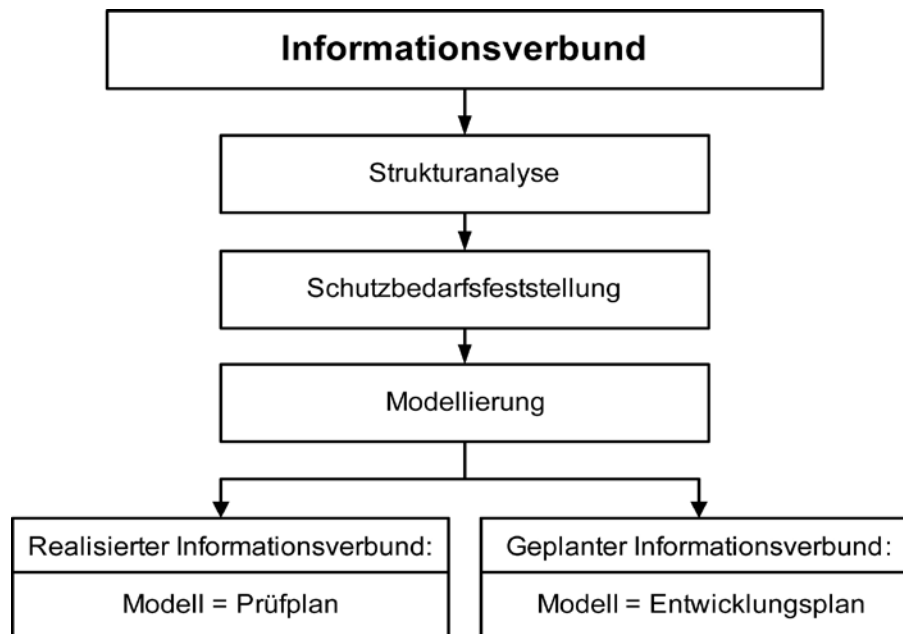 Informationsverbund
Strukturanalyse
Schutzbedarfsfeststellung
Modellierung
Realisierter Informationsverbund:
Modell = Prüfplan
Geplanter Informationsverbund:
Modell = Entwicklungsplan